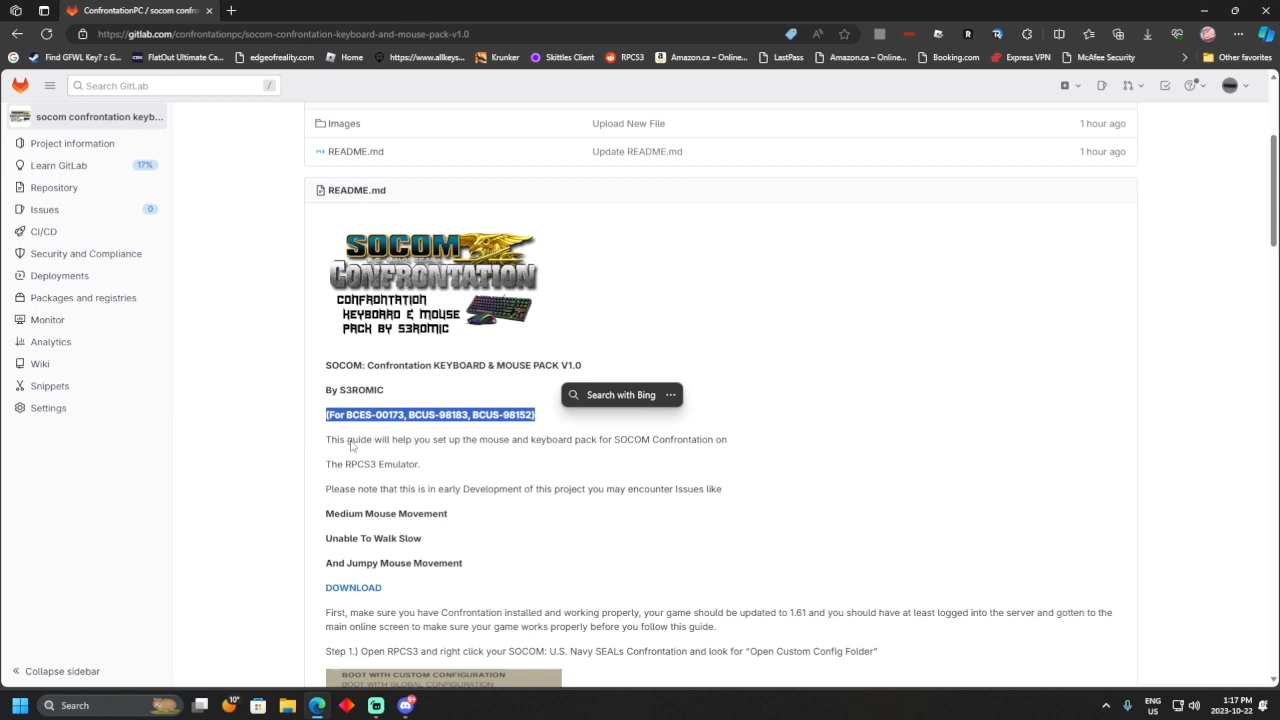 ConfrontationPC / socom confro
https://gitlab.com/confrontationpc/socom-confrontation-keyboard-and-mouse-pack-v1.0
Find GFWL Key? :: G...
FlatOut Ultimate Ca...
edgeofreality.com
Home
https://www.allkeys...
Krunker
Skittles Client
RPCS3
Amazon.ca – Onlin...
LastPass
Amazon.ca – Onlin...
Booking.com
Express VPN
McAfee Security
Other favorites
Search GitLab
/
socom confrontation keyb...
Project information
Learn GitLab
17%
Repository
Issues
0
CI/CD
Security and Compliance
Deployments
Packages and registries
Monitor
Analytics
Wiki
Snippets
Settings
Collapse sidebar
Images
Upload New File
1 hour ago
README.md
Update README.md
1 hour ago
README.md
SOCOM
CONFRONTATION
CONFRONTATION
KEYBOARD & MOUSE
PACK BY S3ROMIC
SOCOM: Confrontation KEYBOARD & MOUSE PACK V1.0
By S3ROMIC
Search with Bing
(For BCES-00173, BCUS-98183, BCUS-98152)
This guide will help you set up the mouse and keyboard pack for SOCOM Confrontation on
The RPCS3 Emulator.
Please note that this is in early Development of this project you may encounter Issues like
Medium Mouse Movement
Unable To Walk Slow
And Jumpy Mouse Movement
DOWNLOAD
First, make sure you have Confrontation installed and working properly, your game should be updated to 1.61 and you should have at least logged into the server and gotten to the
main online screen to make sure your game works properly before you follow this guide.
Step 1.) Open RPCS3 and right click your SOCOM: U.S. Navy SEALs Confrontation and look for “Open Custom Config Folder”
BOOT WITH CUSTOM CONFIGURATION
BOOT WITH GLOBAL CONFIGURATION
Search
10°
9+
ENG
US
1:17 PM
2023-10-22